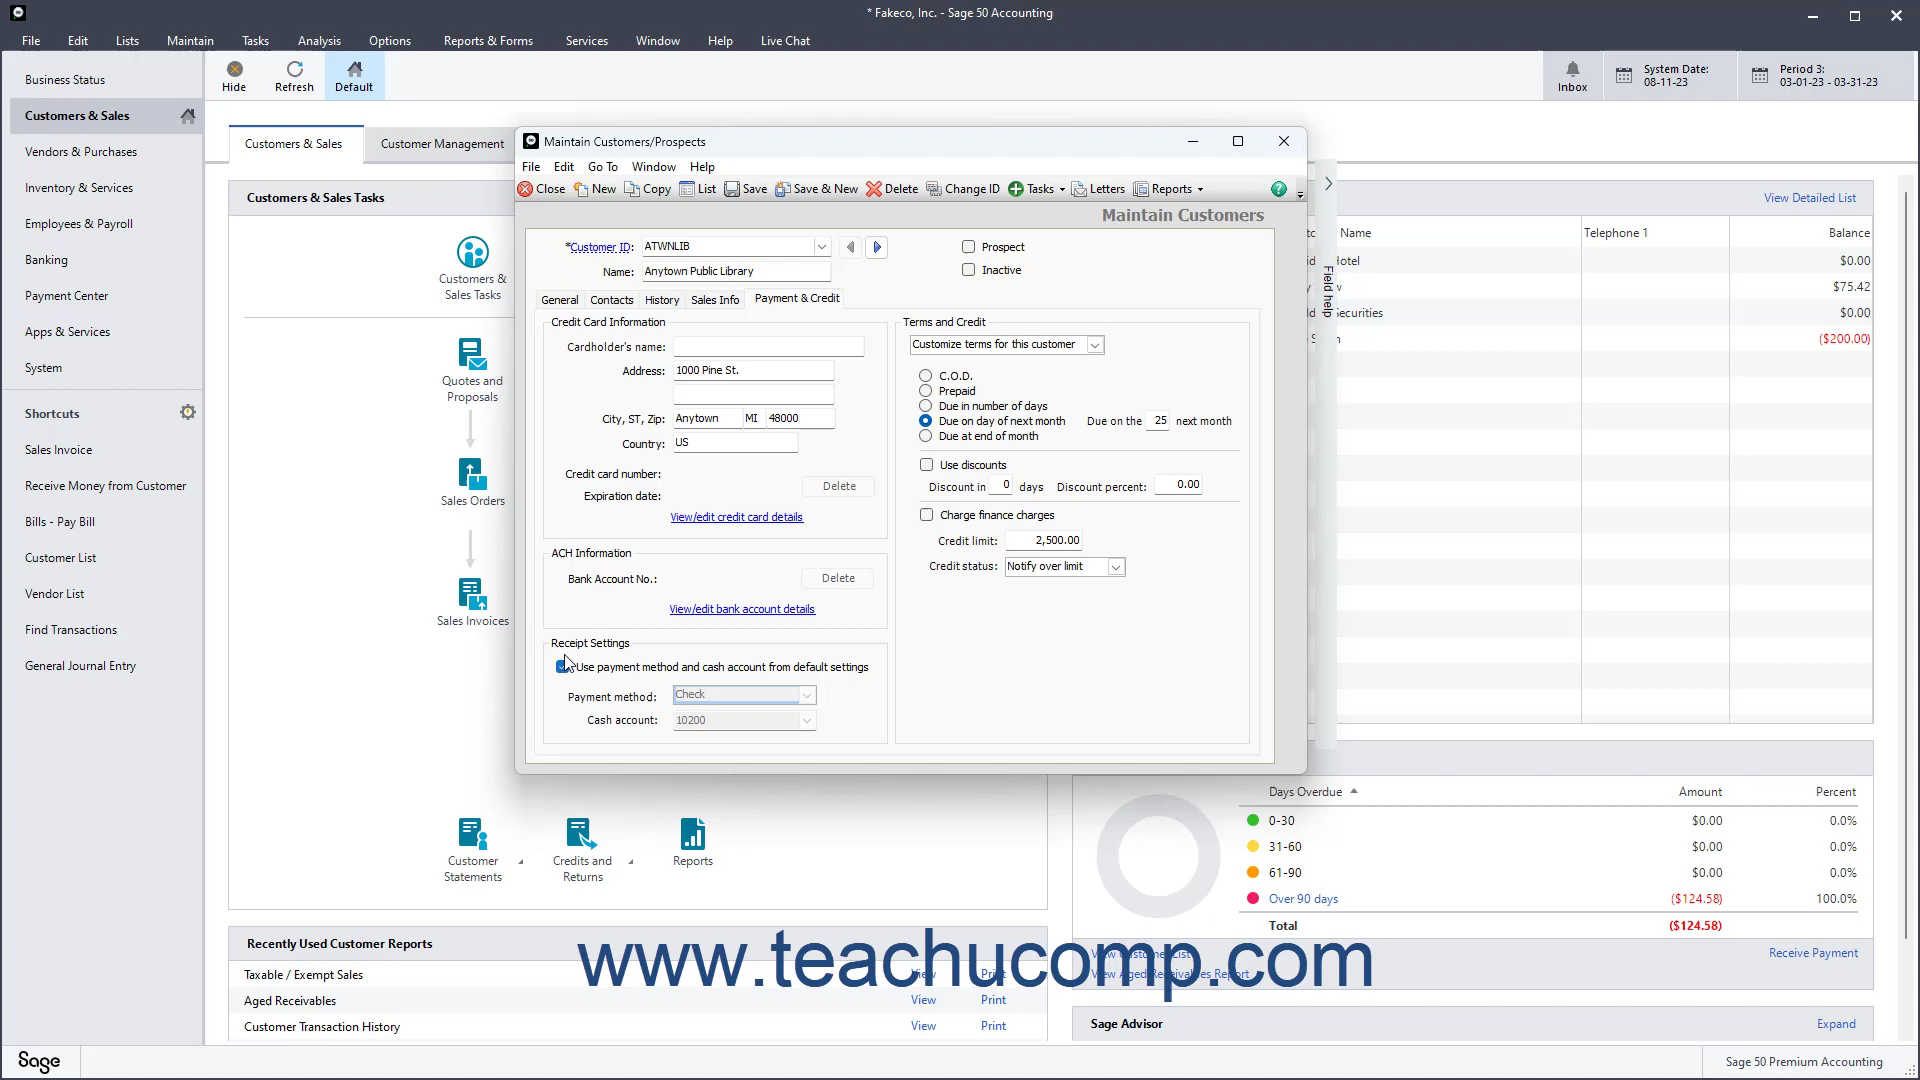 * Fakeco, Inc. - Sage 50 Accounting
File Edit Lists Maintain Tasks Analysis Options Reports & Forms Services Window Help Live Chat
Business Status
Customers & Sales
Vendors & Purchases
Inventory & Services
Employees & Payroll
Banking
Payment Center
Apps & Services
System
Shortcuts
Sales Invoice
Receive Money from Customer
Bills - Pay Bill
Customer List
Vendor List
Find Transactions
General Journal Entry
Hide Refresh Default
Inbox
System Date:
08-11-23
Period 3:
03-01-23 - 03-31-23
Customers & Sales Customer Management
Customers & Sales Tasks
Customers &
Sales Tasks
Quotes and
Proposals
Sales Orders
Sales Invoices
Customer
Statements
Credits and
Returns
Reports
Recently Used Customer Reports
Taxable / Exempt Sales View Print
Aged Receivables View Print
Customer Transaction History View Print
Maintain Customers/Prospects
File Edit Go To Window Help
Close New Copy List Save Save & New Delete Change ID Tasks Letters Reports
Maintain Customers
*Customer ID: ATWNLIB
Name: Anytown Public Library
Prospect
Inactive
General Contacts History Sales Info Payment & Credit
Credit Card Information
Cardholder's name:
Address: 1000 Pine St.
City, ST, Zip: Anytown MI 48000
Country: US
Credit card number:
Expiration date:
Delete
View/edit credit card details
ACH Information
Bank Account No.: Delete
View/edit bank account details
Receipt Settings
Use payment method and cash account from default settings
Payment method: Check
Cash account: 10200
Terms and Credit
Customize terms for this customer
C.O.D.
Prepaid
Due in number of days
Due on day of next month Due on the 25 next month
Due at end of month
Use discounts
Discount in 0 days Discount percent: 0.00
Charge finance charges
Credit limit: 2,500.00
Credit status: Notify over limit
Field help
View Detailed List
Name Telephone 1 Balance
Hotel $0.00
$75.42
Securities $0.00
($200.00)
Days Overdue Amount Percent
0-30 $0.00 0.0%
31-60 $0.00 0.0%
61-90 $0.00 0.0%
Over 90 days ($124.58) 100.0%
Total ($124.58)
View Customer List
Receive Payment
View Aged Receivables Report
Sage Advisor Expand
www.teachucomp.com
Sage
Sage 50 Premium Accounting